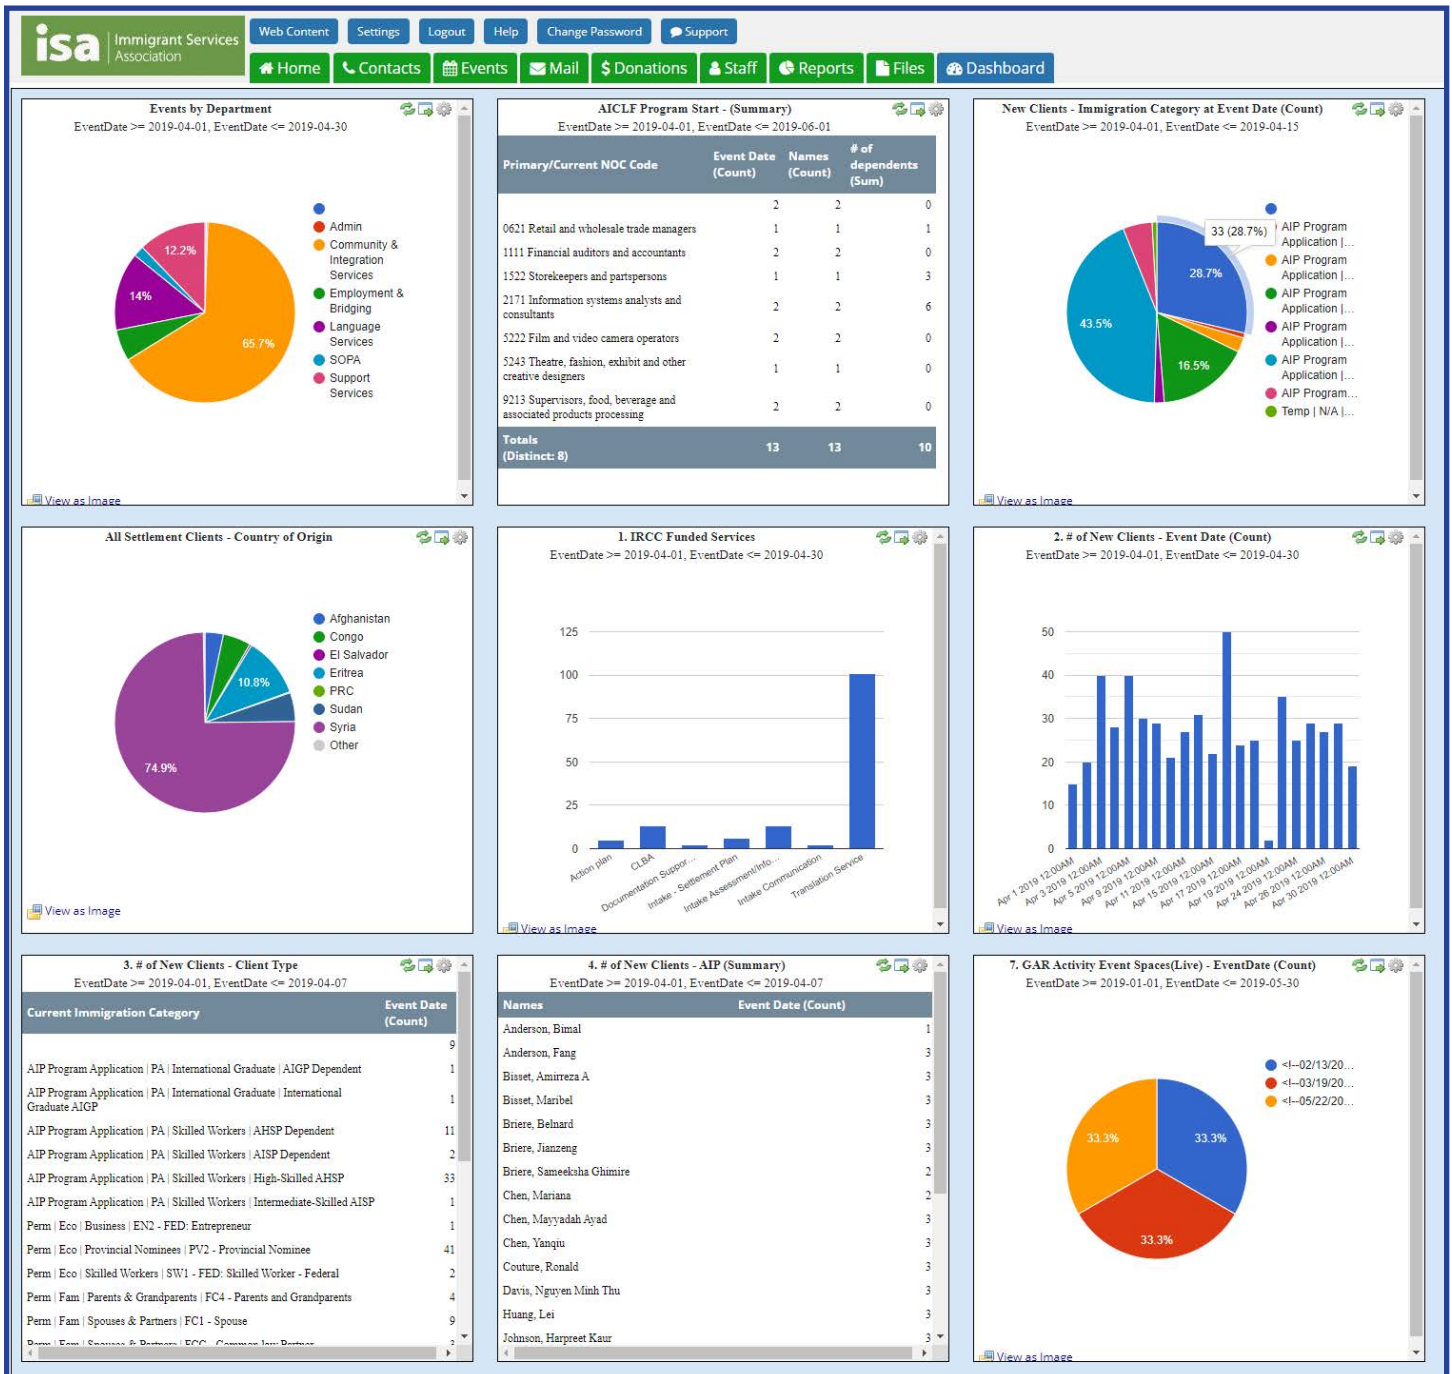 isa Immigrant Services Association
Web Content Settings Logout Help Change Password Support
Home Contacts Events Mail $ Donations Staff Reports Files Dashboard
Events by Department
EventDate >= 2019-04-01, EventDate <= 2019-04-30
12.2%
14%
65.7%
Admin
Community &
Integration
Services
Employment &
Bridging
Language
Services
SOPA
Support
Services
View as Image
AICLF Program Start - (Summary)
EventDate >= 2019-04-01, EventDate <= 2019-06-01
Primary/Current NOC Code Event Date (Count) Names (Count) # of dependents (Sum)
2 2 0
0621 Retail and wholesale trade managers 1 1 1
1111 Financial auditors and accountants 2 2 0
1522 Storekeepers and partspersons 1 1 3
2171 Information systems analysts and consultants 2 2 6
5222 Film and video camera operators 2 2 0
5243 Theatre, fashion, exhibit and other creative designers 1 1 0
9213 Supervisors, food, beverage and associated products processing 2 2 0
Totals (Distinct: 8) 13 13 10
New Clients - Immigration Category at Event Date (Count)
EventDate >= 2019-04-01, EventDate <= 2019-04-15
33 (28.7%)
28.7%
43.5%
16.5%
AIP Program
Application |...
AIP Program
Application |...
AIP Program
Application |...
AIP Program
Application |...
AIP Program
Application |...
AIP Program...
Temp | N/A |...
View as Image
All Settlement Clients - Country of Origin
10.8%
74.9%
Afghanistan
Congo
El Salvador
Eritrea
PRC
Sudan
Syria
Other
View as Image
1. IRCC Funded Services
EventDate >= 2019-04-01, EventDate <= 2019-04-30
125
100
75
50
25
0
Action plan
CLBA
Documentation Suppor...
Intake - Settlement Plan
Intake Assessment/Info...
Intake Communication
Translation Service
View as Image
2. # of New Clients - Event Date (Count)
EventDate >= 2019-04-01, EventDate <= 2019-04-30
50
40
30
20
10
0
Apr 1 2019 12:00AM
Apr 3 2019 12:00AM
Apr 5 2019 12:00AM
Apr 9 2019 12:00AM
Apr 11 2019 12:00AM
Apr 15 2019 12:00AM
Apr 17 2019 12:00AM
Apr 19 2019 12:00AM
Apr 24 2019 12:00AM
Apr 26 2019 12:00AM
Apr 30 2019 12:00AM
View as Image
3. # of New Clients - Client Type
EventDate >= 2019-04-01, EventDate <= 2019-04-07
Current Immigration Category Event Date (Count)
9
AIP Program Application | PA | International Graduate | AIGP Dependent 1
AIP Program Application | PA | International Graduate | International Graduate AIGP 1
AIP Program Application | PA | Skilled Workers | AHSP Dependent 11
AIP Program Application | PA | Skilled Workers | AISP Dependent 2
AIP Program Application | PA | Skilled Workers | High-Skilled AHSP 33
AIP Program Application | PA | Skilled Workers | Intermediate-Skilled AISP 1
Perm | Eco | Business | EN2 - FED: Entrepreneur 1
Perm | Eco | Provincial Nominees | PV2 - Provincial Nominee 41
Perm | Eco | Skilled Workers | SW1 - FED: Skilled Worker - Federal 2
Perm | Fam | Parents & Grandparents | FC4 - Parents and Grandparents 4
Perm | Fam | Spouses & Partners | FC1 - Spouse 9
Perm | Fam | Spouses & Partners | FCC - Common-law Partner
4. # of New Clients - AIP (Summary)
EventDate >= 2019-04-01, EventDate <= 2019-04-07
Names Event Date (Count)
Anderson, Bimal 1
Anderson, Fang 3
Bisset, Amirreza A 3
Bisset, Maribel 3
Briere, Belnard 3
Briere, Jianzeng 3
Briere, Sameeksha Ghimire 2
Chen, Mariana 2
Chen, Mayyadah Ayad 3
Chen, Yanqiu 3
Couture, Ronald 3
Davis, Nguyen Minh Thu 3
Huang, Lei 3
Johnson, Harpreet Kaur 3
7. GAR Activity Event Spaces(Live) - EventDate (Count)
EventDate >= 2019-01-01, EventDate <= 2019-05-30
33.3%
33.3%
33.3%
<!--02/13/20...
<!--03/19/20...
<!--05/22/20...
View as Image